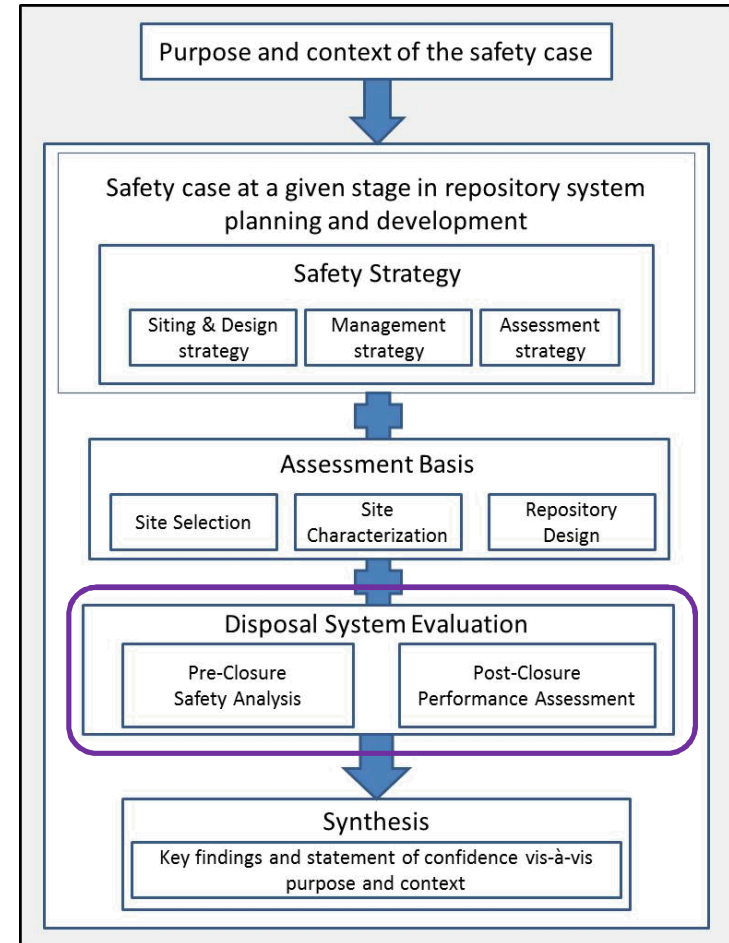 Purpose and context of the safety case
Safety case at a given stage in repository system
planning and development
Safety Strategy
Siting & Design
strategy
Management
strategy
Assessment
strategy
Assessment Basis
Site Selection
Site
Characterization
Repository
Design
Disposal System Evaluation
Pre-Closure
Safety Analysis
Post-Closure
Performance Assessment
Synthesis
Key findings and statement of confidence vis-à-vis
purpose and context